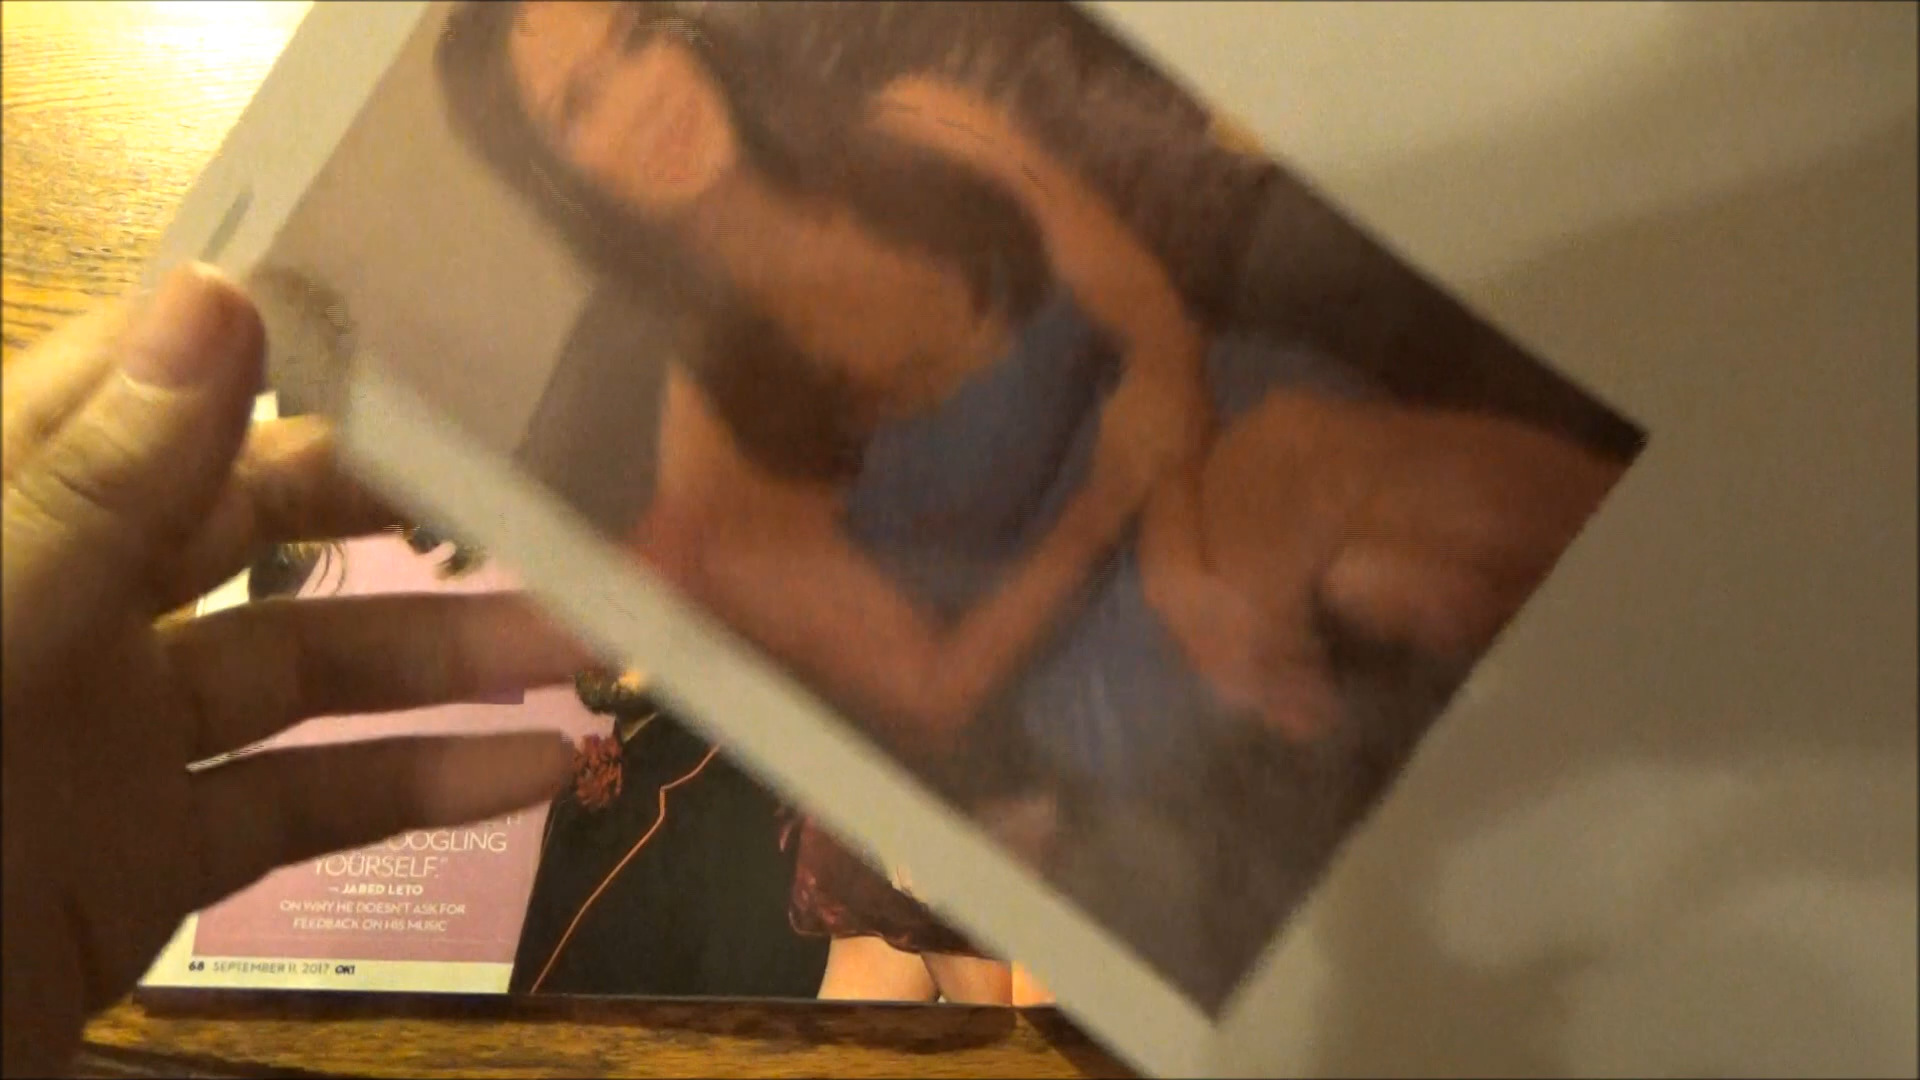 GOOGLING
YOURSELF."
– JARED LETO
ON WHY HE DOESN'T ASK FOR
FEEDBACK ON HIS MUSIC
68 SEPTEMBER 11, 2017 OK!